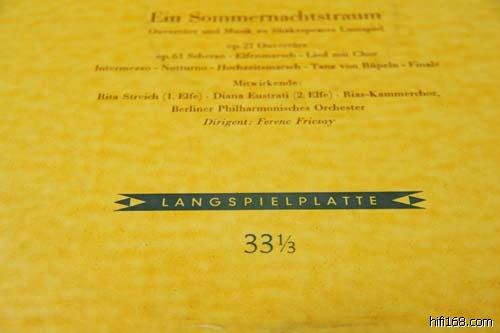 Ein Sommernachtstraum
Ouvertüre und Musik zu Shakespeares Lustspiel
op. 21 Ouvertüre
op. 61 Scherzo - Elfenmarsch - Lied mit Chor
Intermezzo - Notturno - Hochzeitsmarsch - Tanz von Rüpeln - Finale
Mitwirkende:
Rita Streich (1. Elfe) - Diana Eustrati (2. Elfe) - Rias-Kammerchor,
Berliner Philharmonisches Orchester
Dirigent: Ferenc Fricsay
LANGSPIELPLATTE
33⅓
hifi168.com